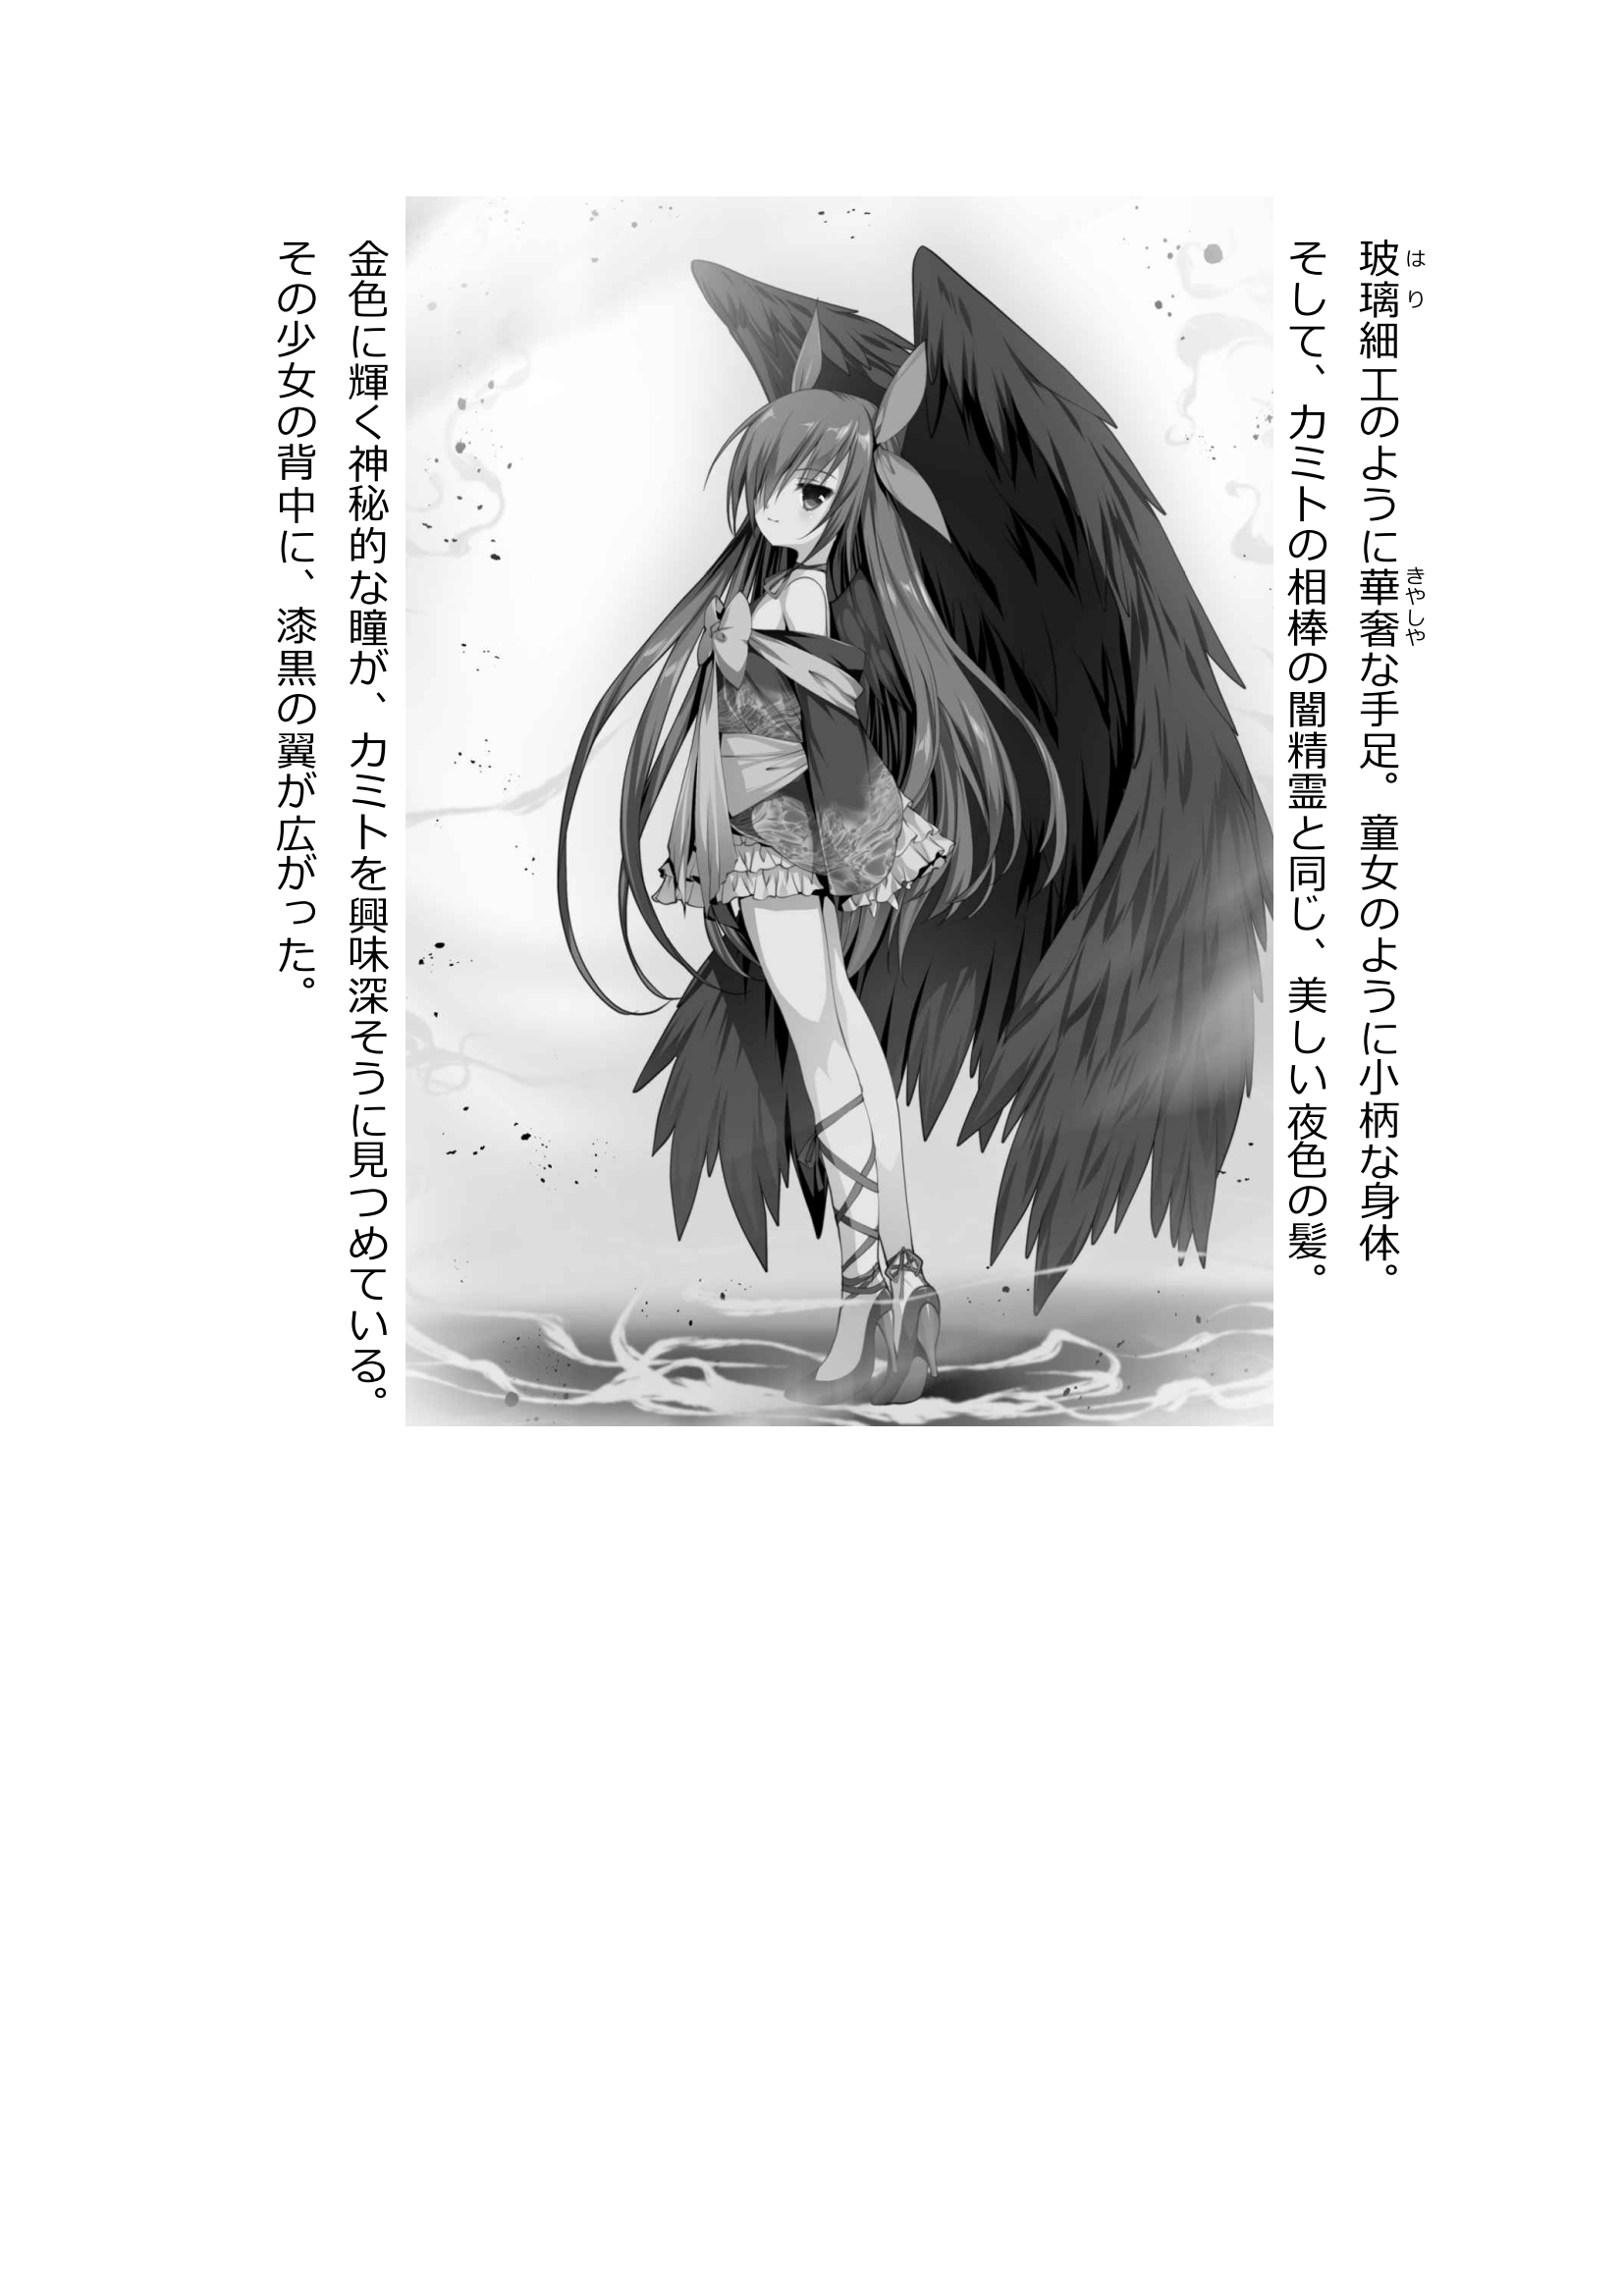 玻璃細工のように華奢な手足。童女のように小柄な身体。
そして、カミトの相棒の闇精霊と同じ、美しい夜色の髪。
金色に輝く神秘的な瞳が、カミトを興味深そうに見つめている。
その少女の背中に、漆黒の翼が広がった。